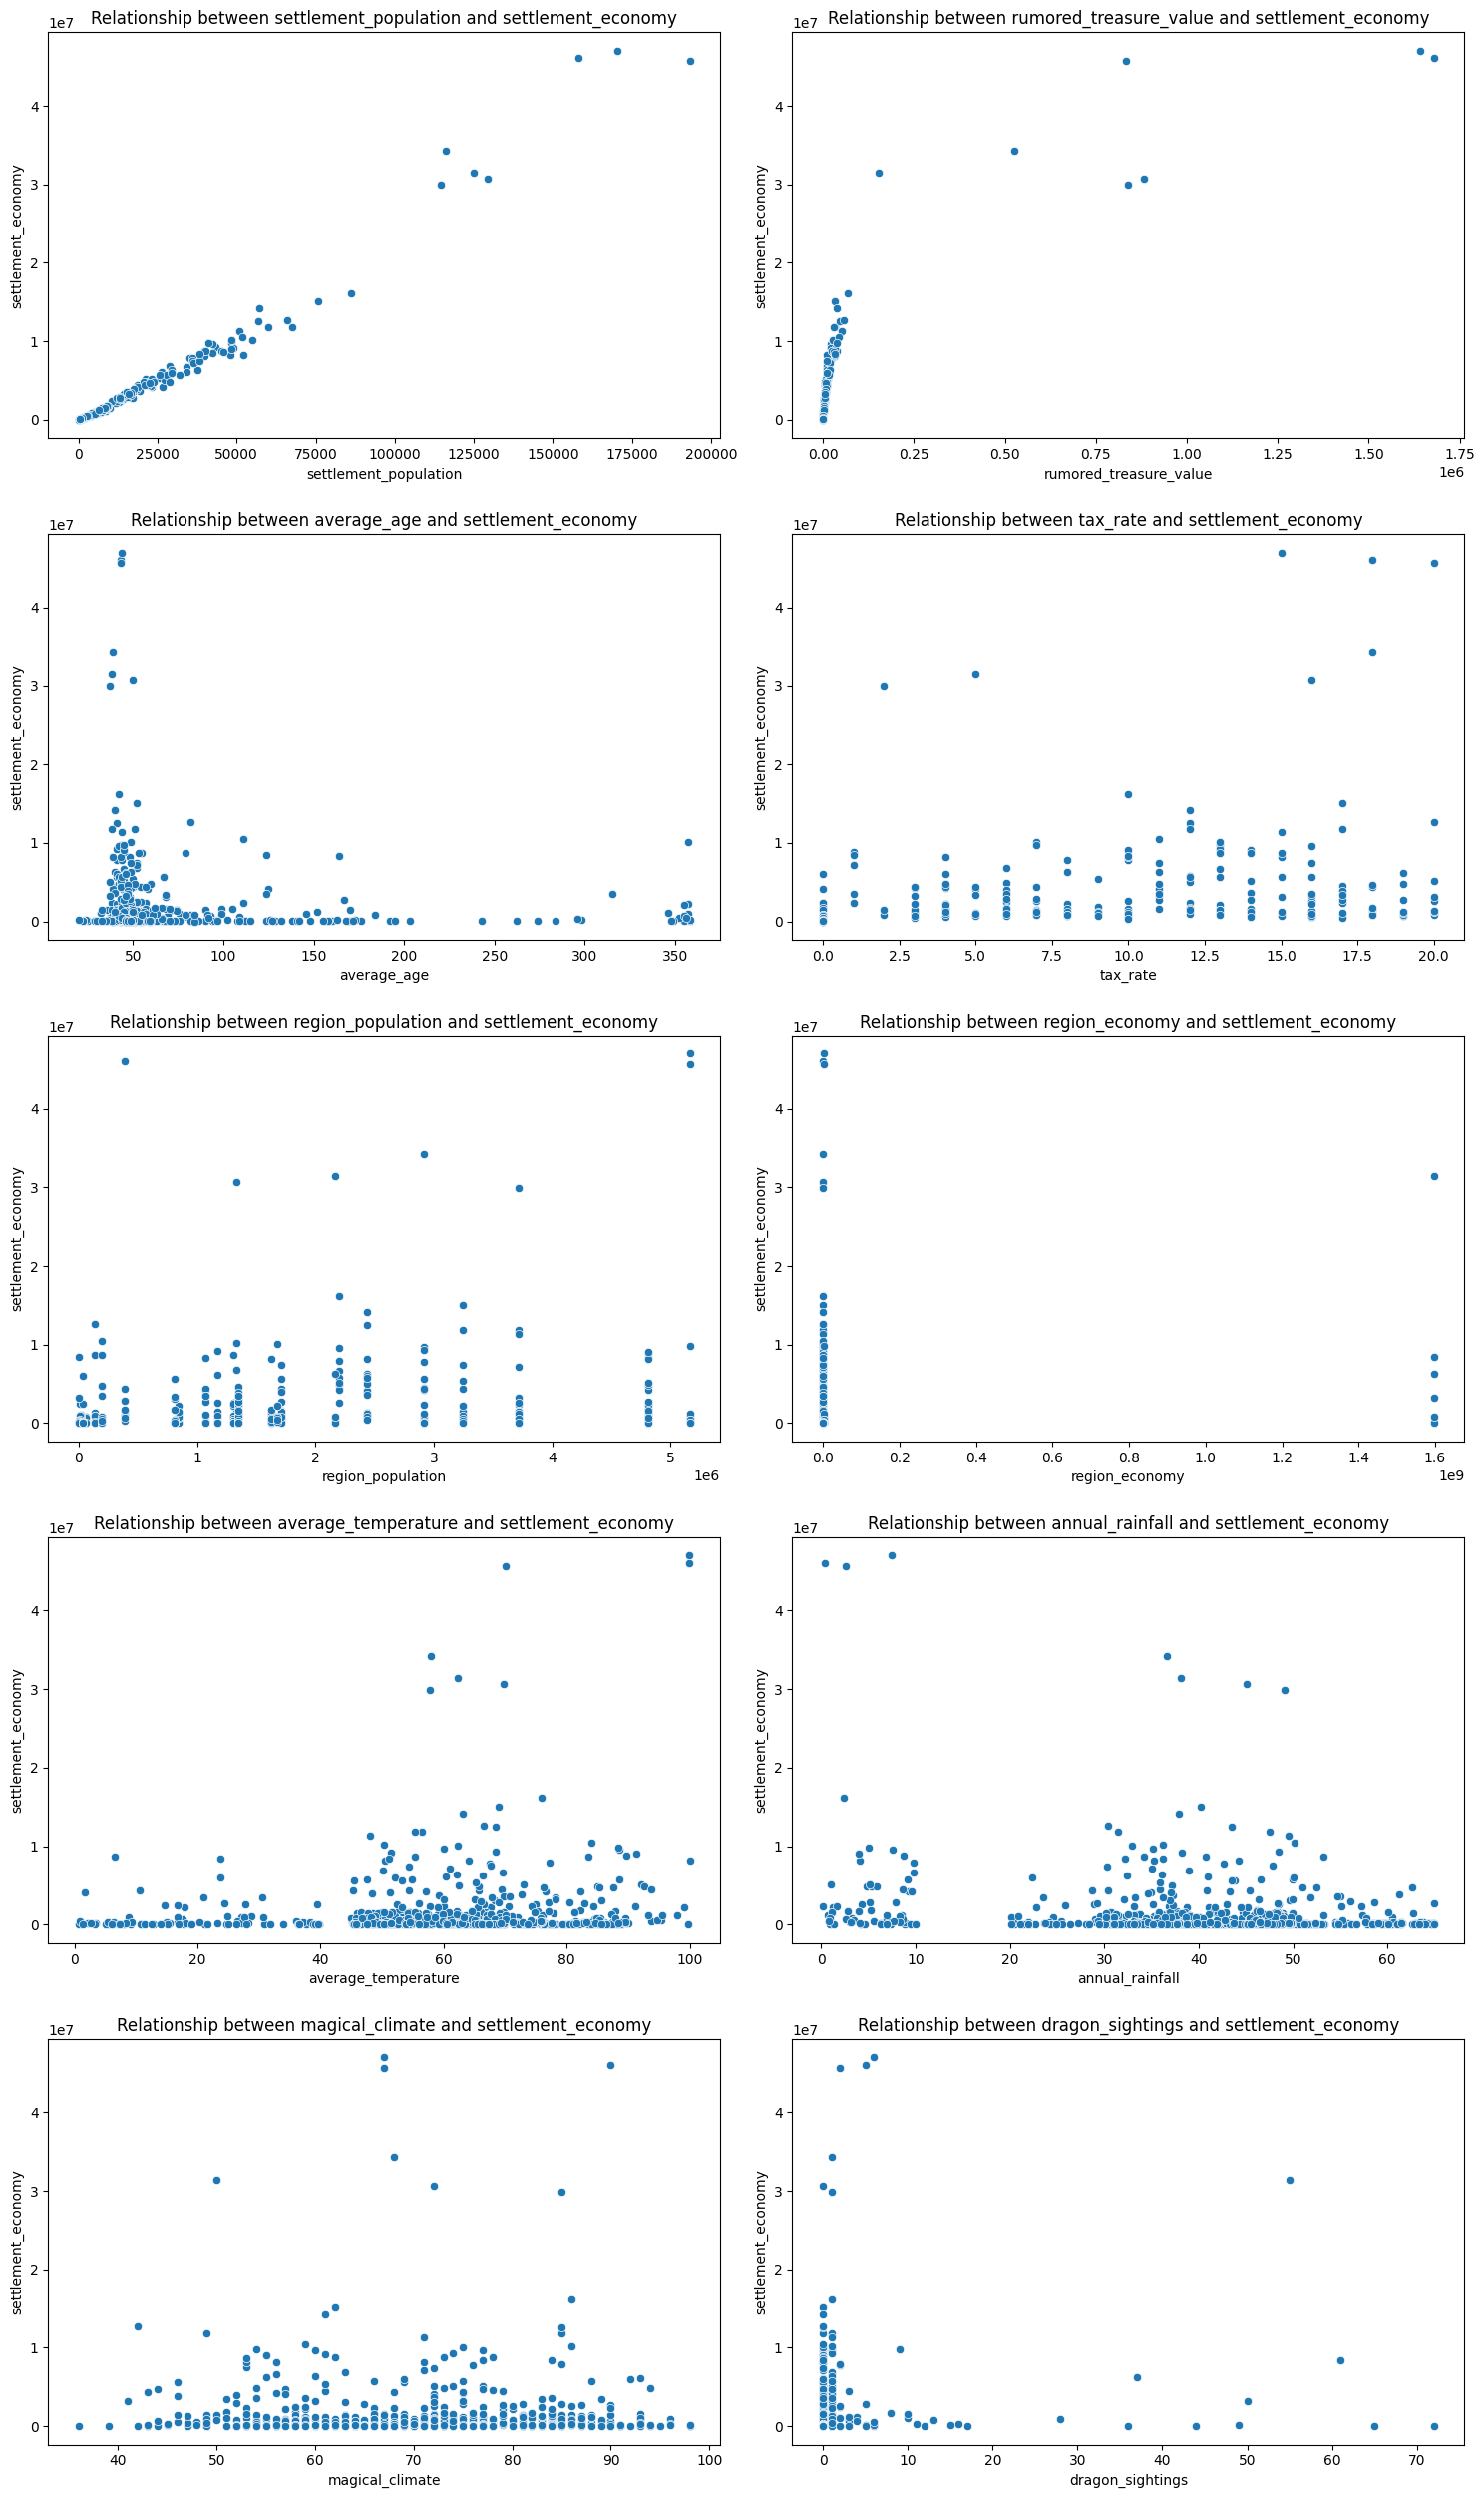 Relationship between settlement_population and settlement_economy
1e7
settlement_economy
4
3
2
1
0
0 25000 50000 75000 100000 125000 150000 175000 200000
settlement_population
Relationship between rumored_treasure_value and settlement_economy
1e7
settlement_economy
4
3
2
1
0
0.00 0.25 0.50 0.75 1.00 1.25 1.50 1.75
1e6
rumored_treasure_value
Relationship between average_age and settlement_economy
1e7
settlement_economy
4
3
2
1
0
50 100 150 200 250 300 350
average_age
Relationship between tax_rate and settlement_economy
1e7
settlement_economy
4
3
2
1
0
0.0 2.5 5.0 7.5 10.0 12.5 15.0 17.5 20.0
tax_rate
Relationship between region_population and settlement_economy
1e7
settlement_economy
4
3
2
1
0
0 1 2 3 4 5
1e6
region_population
Relationship between region_economy and settlement_economy
1e7
settlement_economy
4
3
2
1
0
0.0 0.2 0.4 0.6 0.8 1.0 1.2 1.4 1.6
1e9
region_economy
Relationship between average_temperature and settlement_economy
1e7
settlement_economy
4
3
2
1
0
0 20 40 60 80 100
average_temperature
Relationship between annual_rainfall and settlement_economy
1e7
settlement_economy
4
3
2
1
0
0 10 20 30 40 50 60
annual_rainfall
Relationship between magical_climate and settlement_economy
1e7
settlement_economy
4
3
2
1
0
40 50 60 70 80 90 100
magical_climate
Relationship between dragon_sightings and settlement_economy
1e7
settlement_economy
4
3
2
1
0
0 10 20 30 40 50 60 70
dragon_sightings